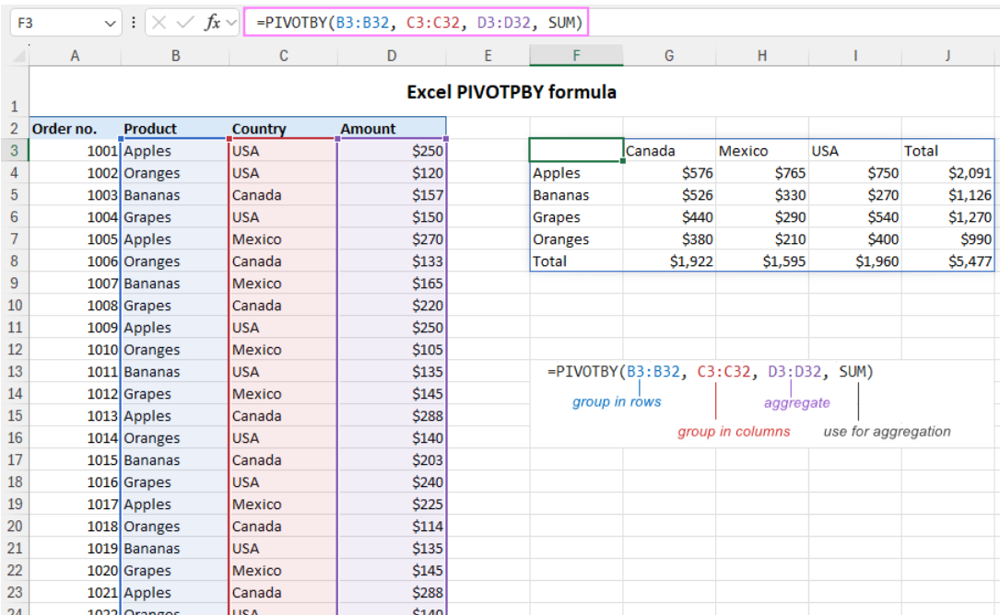 F3 fx =PIVOTBY(B3:B32, C3:C32, D3:D32, SUM)
A B C D E F G H I J
1 Excel PIVOTPBY formula
2 Order no. Product Country Amount
3 1001 Apples USA $250 Canada Mexico USA Total
4 1002 Oranges USA $120 Apples $576 $765 $750 $2,091
5 1003 Bananas Canada $157 Bananas $526 $330 $270 $1,126
6 1004 Grapes USA $150 Grapes $440 $290 $540 $1,270
7 1005 Apples Mexico $270 Oranges $380 $210 $400 $990
8 1006 Oranges Canada $133 Total $1,922 $1,595 $1,960 $5,477
9 1007 Bananas Mexico $165
10 1008 Grapes Canada $220
11 1009 Apples USA $250
12 1010 Oranges Mexico $105
13 1011 Bananas USA $135 =PIVOTBY(B3:B32, C3:C32, D3:D32, SUM)
14 1012 Grapes Mexico $145 group in rows aggregate
15 1013 Apples Canada $288 group in columns use for aggregation
16 1014 Oranges USA $140
17 1015 Bananas Canada $203
18 1016 Grapes USA $240
19 1017 Apples Mexico $225
20 1018 Oranges Canada $114
21 1019 Bananas USA $135
22 1020 Grapes Mexico $145
23 1021 Apples Canada $288
24 1022 Oranges USA $140